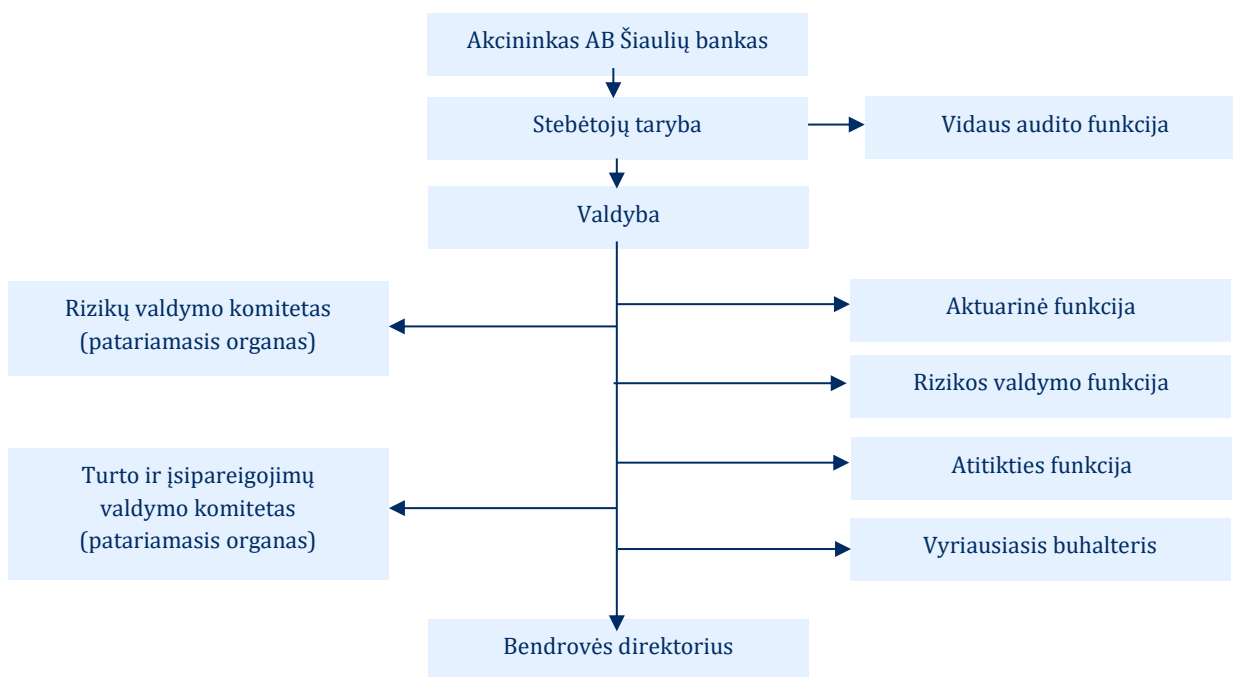 Akcininkas AB Šiaulių bankas
Stebėtojų taryba
Vidaus audito funkcija
Valdyba
Rizikų valdymo komitetas
(patariamasis organas)
Aktuarinė funkcija
Rizikos valdymo funkcija
Turto ir įsipareigojimų
valdymo komitetas
(patariamasis organas)
Atitikties funkcija
Vyriausiasis buhalteris
Bendrovės direktorius